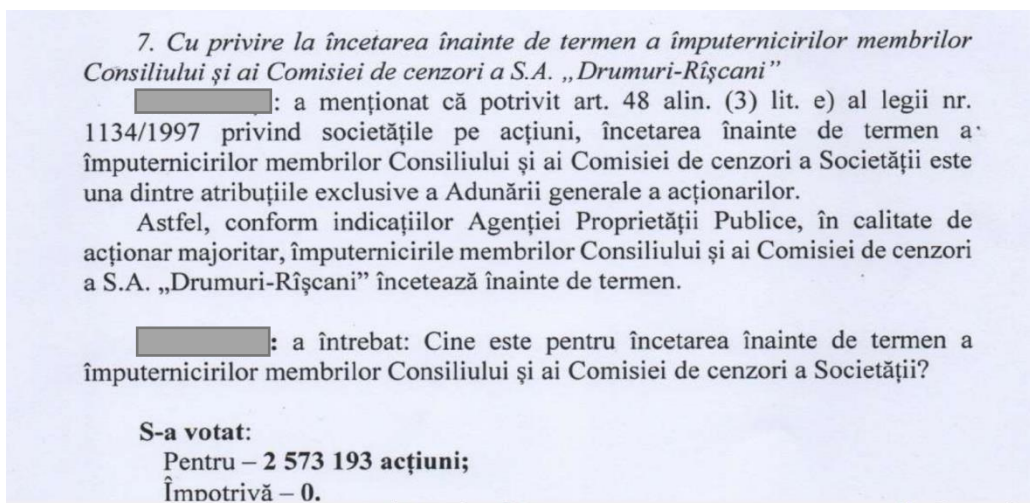 7. Cu privire la încetarea înainte de termen a împuternicirilor membrilor
Consiliului și ai Comisiei de cenzori a S.A. „Drumuri-Rîșcani”
: a menționat că potrivit art. 48 alin. (3) lit. e) al legii nr.
1134/1997 privind societățile pe acțiuni, încetarea înainte de termen a
împuternicirilor membrilor Consiliului și ai Comisiei de cenzori a Societății este
una dintre atribuțiile exclusive a Adunării generale a acționarilor.
Astfel, conform indicațiilor Agenției Proprietății Publice, în calitate de
acționar majoritar, împuternicirile membrilor Consiliului și ai Comisiei de cenzori
a S.A. „Drumuri-Rîșcani” încetează înainte de termen.
: a întrebat: Cine este pentru încetarea înainte de termen a
împuternicirilor membrilor Consiliului și ai Comisiei de cenzori a Societății?
S-a votat:
Pentru – 2 573 193 acțiuni;
Împotrivă – 0.